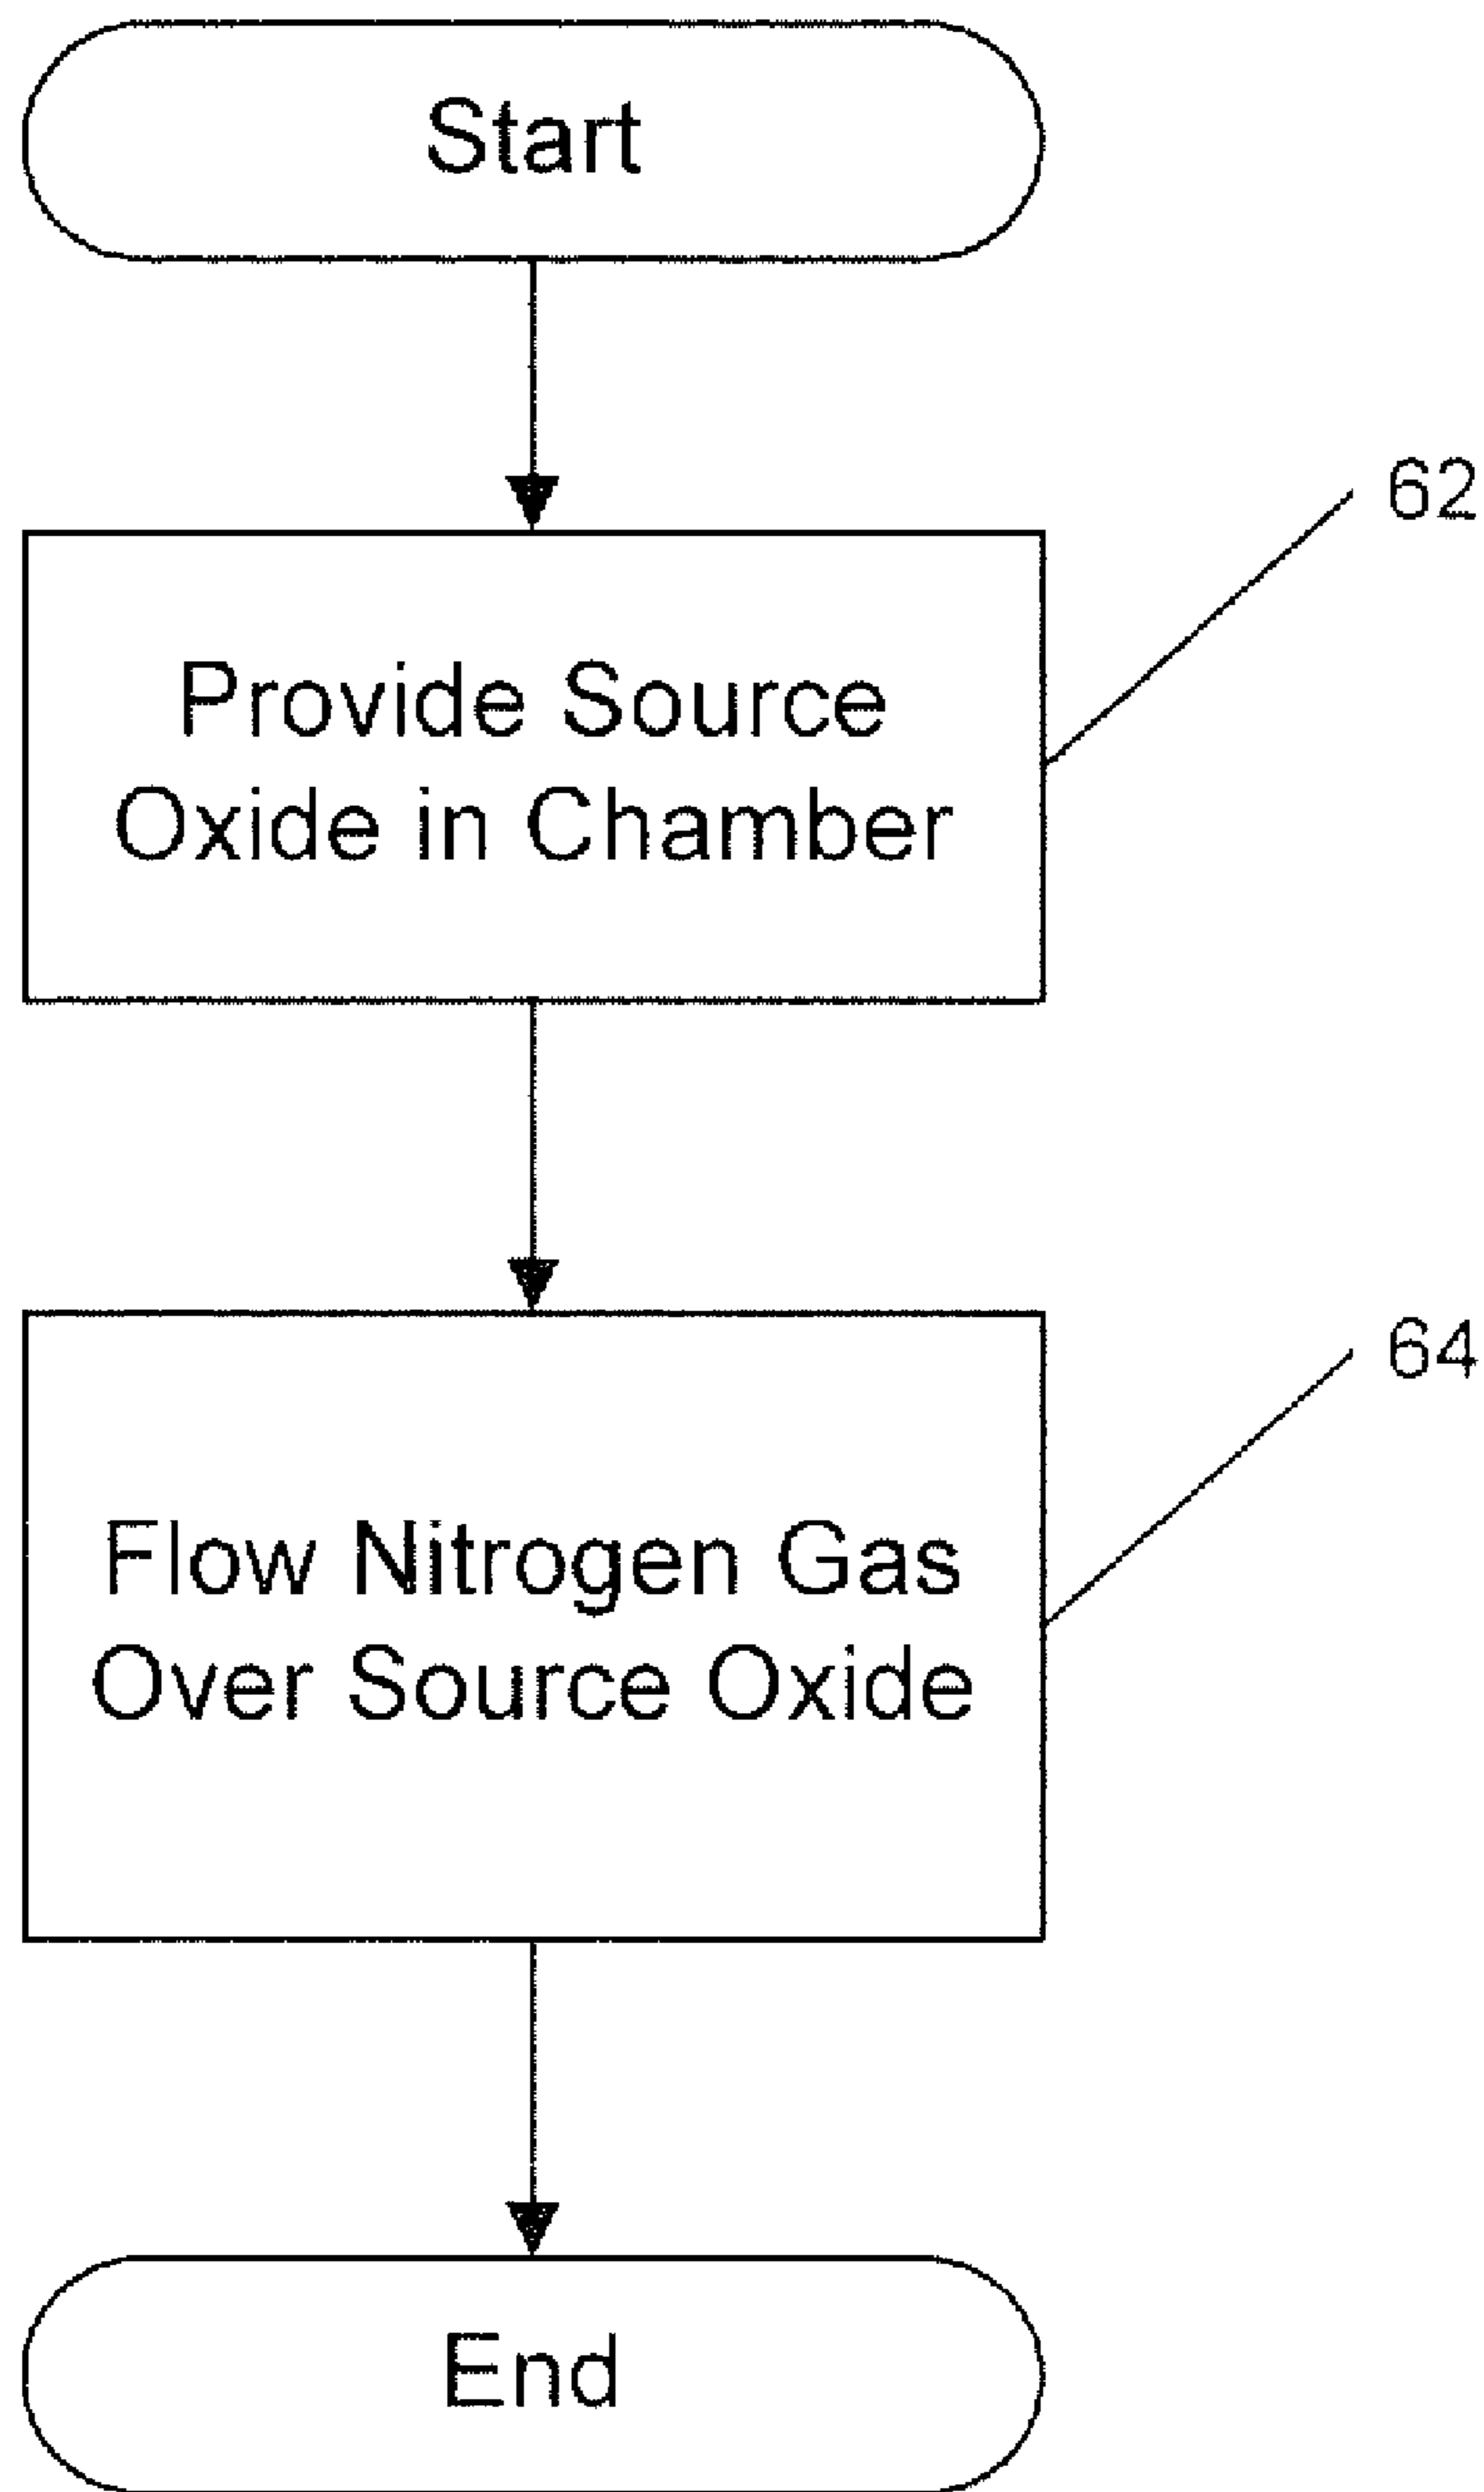 Start
62
Provide Source
Oxide in Chamber
64
Flow Nitrogen Gas
Over Source Oxide
End